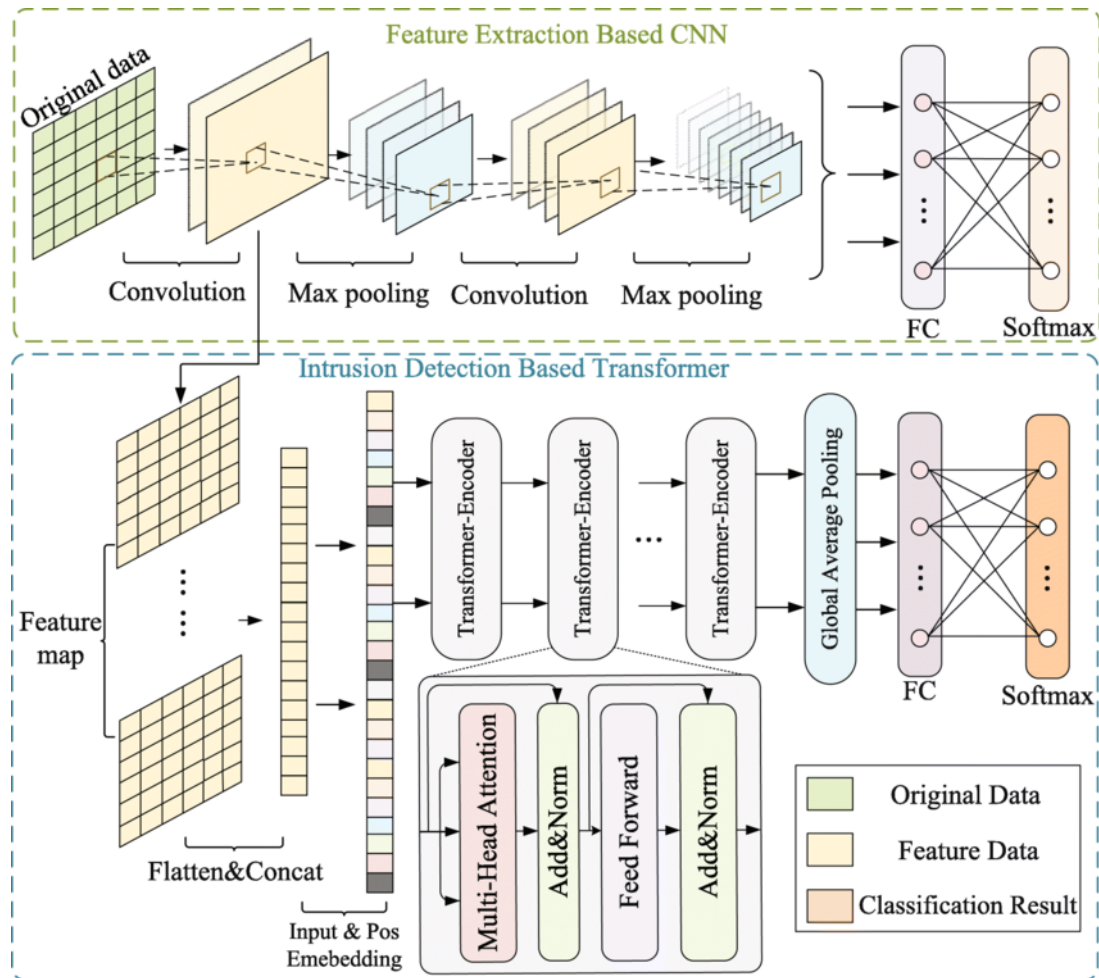 Feature Extraction Based CNN
Original data
Convolution
Max pooling
Convolution
Max pooling
FC
Softmax
Intrusion Detection Based Transformer
Feature
map
Flatten&Concat
Input & Pos
Emebedding
Transformer-Encoder
Transformer-Encoder
Transformer-Encoder
Global Average Pooling
FC
Softmax
Multi-Head Attention
Add&Norm
Feed Forward
Add&Norm
Original Data
Feature Data
Classification Result